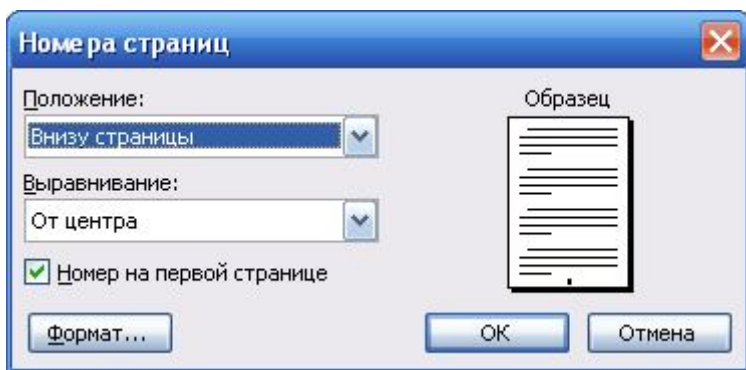 Номера страниц
Положение:
Образец
Внизу страницы
Выравнивание:
От центра
Номер на первой странице
Формат...
ОК
Отмена